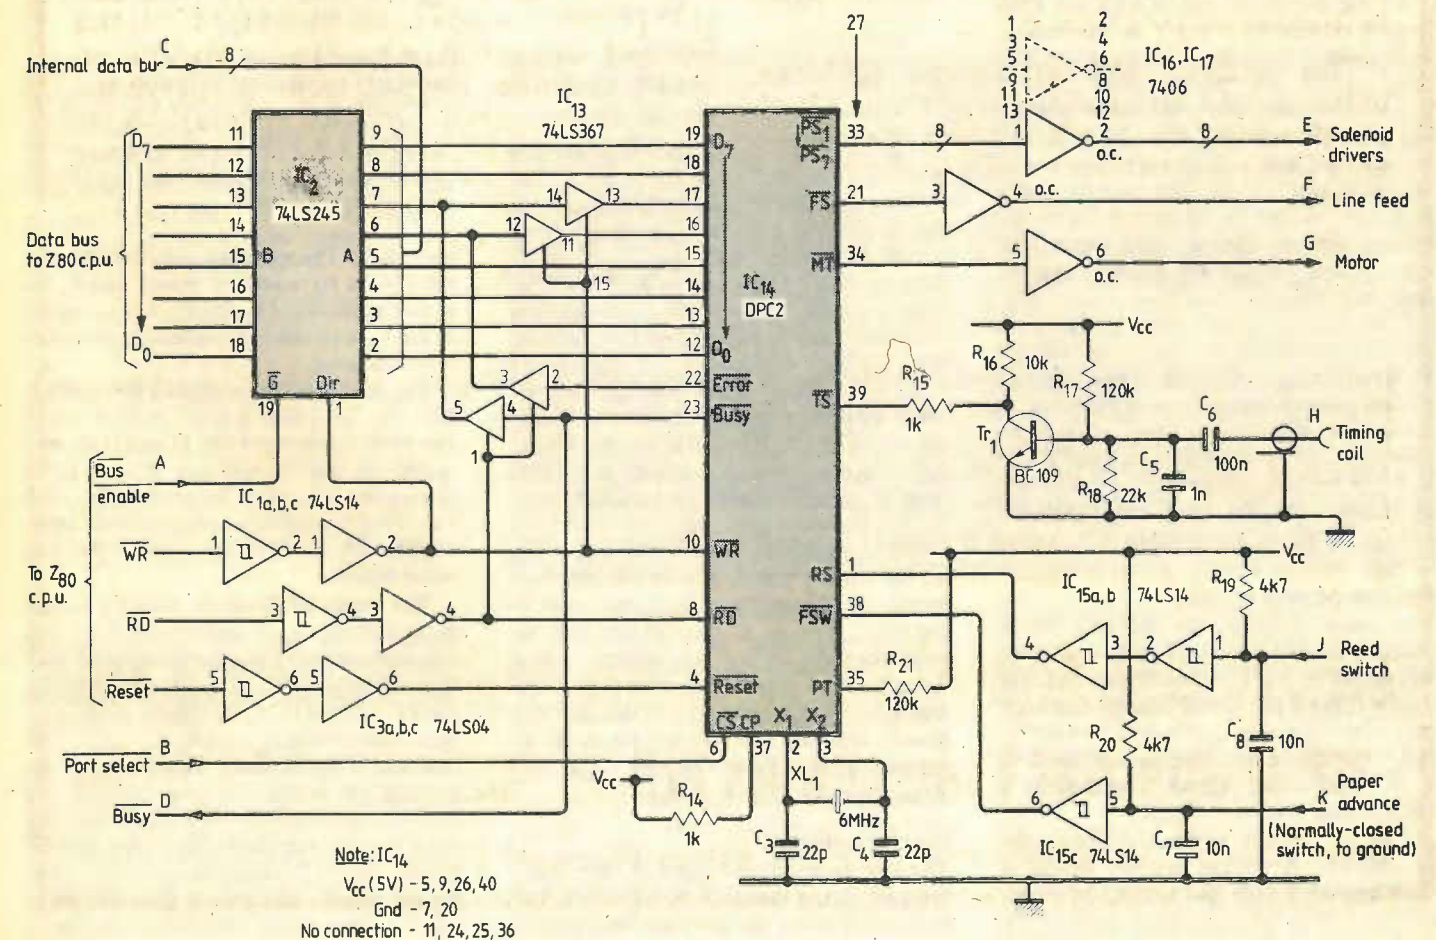 C
Internal data bus
8
D7
D0
Data bus
to Z80 c.p.u.
11
12
13
14
15
16
17
18
IC2
74LS245
B
A
G
Dir
19
1
9
8
7
6
5
4
3
2
IC13
74LS367
14
13
12
11
15
3
2
5
4
1
19
18
17
16
15
14
13
12
22
23
D7
D0
Error
Busy
IC14
DPC2
10
WR
8
RD
4
Reset
CS
CP
X1
X2
6
37
2
3
27
PS1
PS7
33
8
1
2
o.c.
8
E
Solenoid
drivers
1
3
5
9
11
13
2
4
6
8
10
12
IC16, IC17
7406
FS
21
3
4
o.c.
F
Line feed
MT
34
5
6
o.c.
G
Motor
Vcc
R16
10k
R17
120k
TS
39
R15
1k
Tr1
BC109
R18
22k
C5
1n
C6
100n
H
Timing
coil
Vcc
RS
1
FSW
38
IC15a, b
74LS14
R19
4k7
4
3
2
1
J
Reed
switch
PT
35
R21
120k
R20
4k7
C8
10n
6
5
IC15c 74LS14
C7
10n
K
Paper
advance
(Normally-closed
switch, to ground)
Bus
enable
A
To Z80
c.p.u.
IC1a,b,c 74LS14
WR
1
2
1
2
RD
3
4
3
4
Reset
5
6
5
6
IC3a,b,c 74LS04
Port select
B
Busy
D
Vcc
R14
1k
XL1
6MHz
C3
22p
C4
22p
Note: IC14
Vcc (5V) - 5, 9, 26, 40
Gnd - 7, 20
No connection - 11, 24, 25, 36